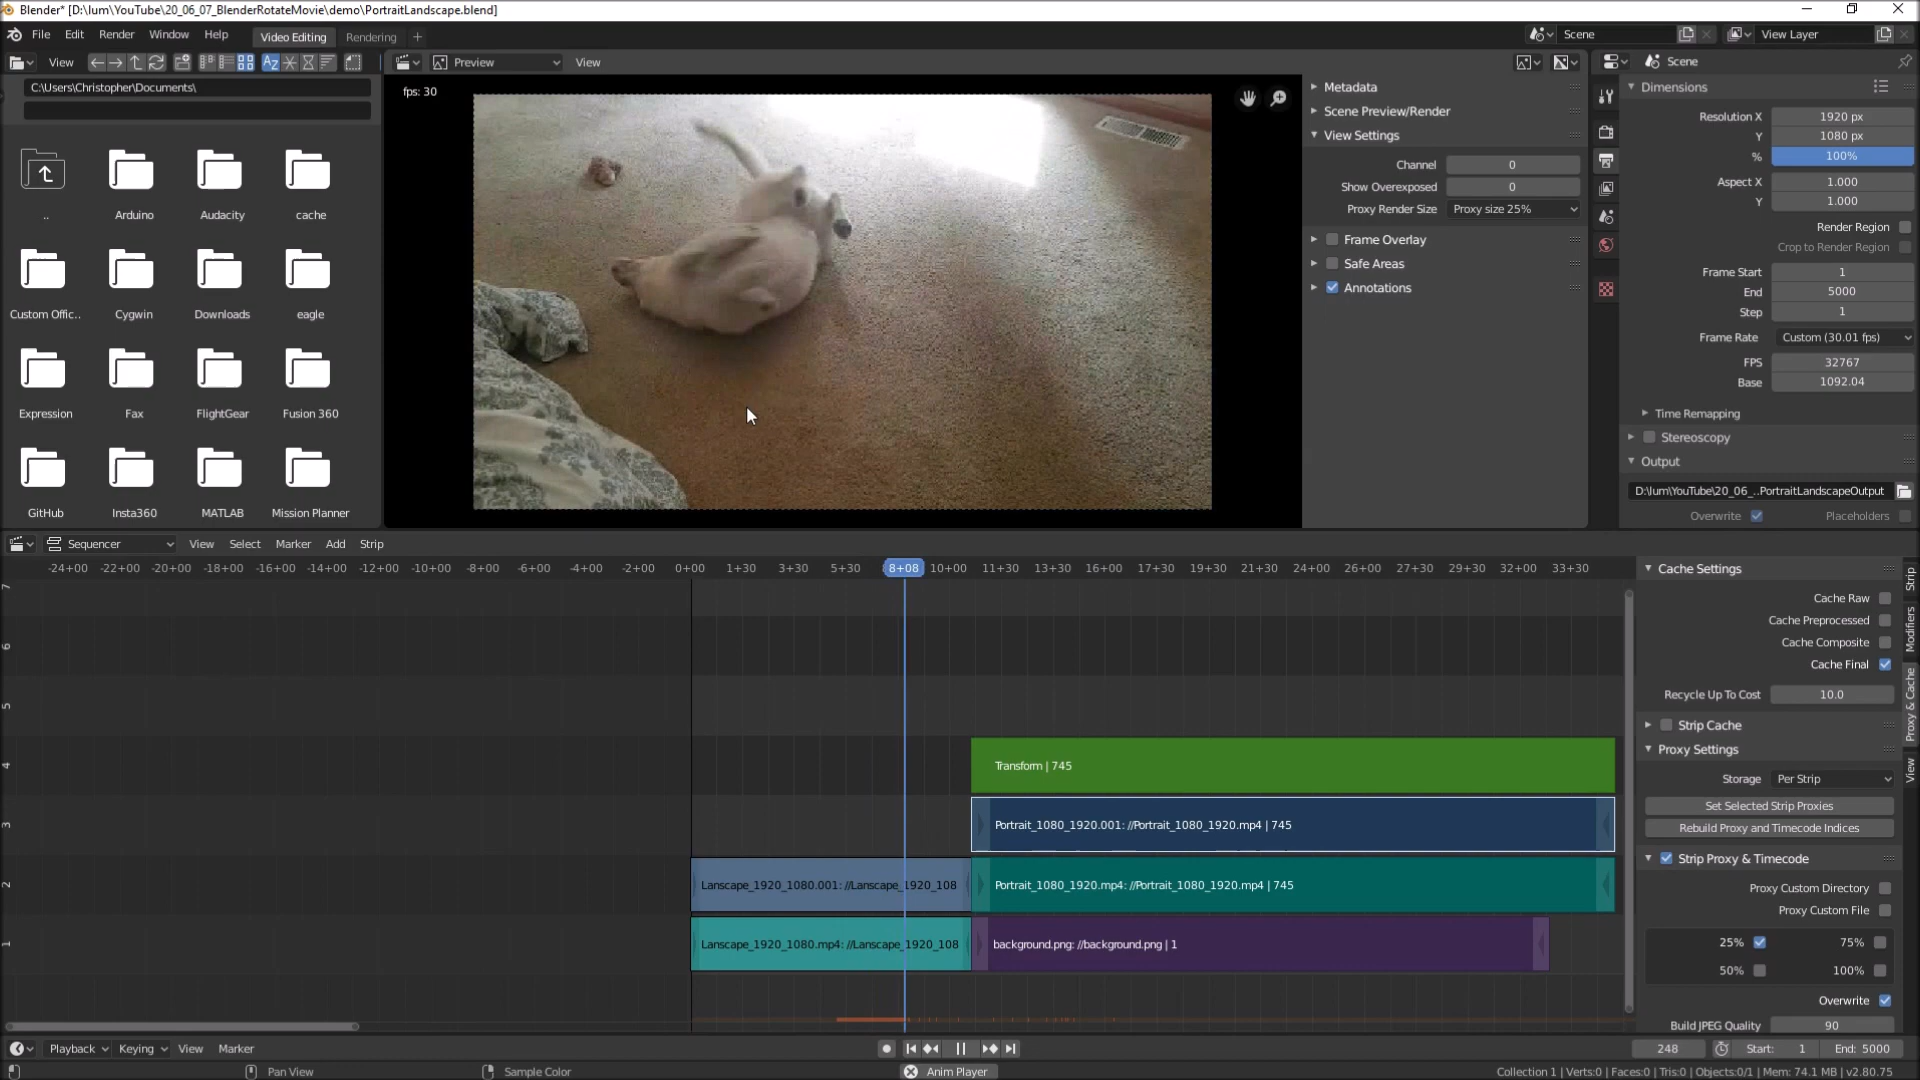 Blender* [D:\lum\YouTube\20_06_07_BlenderRotateMovie\demo\PortraitLandscape.blend]
File Edit Render Window Help Video Editing Rendering + Scene View Layer
View Preview View Scene
C:\Users\Christopher\Documents\
fps: 30
.. Arduino Audacity cache
Custom Offic.. Cygwin Downloads eagle
Expression Fax FlightGear Fusion 360
GitHub Insta360 MATLAB Mission Planner
Metadata
Scene Preview/Render
View Settings
Channel 0
Show Overexposed 0
Proxy Render Size Proxy size 25%
Frame Overlay
Safe Areas
Annotations
Dimensions
Resolution X 1920 px
Y 1080 px
% 100%
Aspect X 1.000
Y 1.000
Render Region
Crop to Render Region
Frame Start 1
End 5000
Step 1
Frame Rate Custom (30.01 fps)
FPS 32767
Base 1092.04
Time Remapping
Stereoscopy
Output
D:\lum\YouTube\20_06_..PortraitLandscapeOutput
Overwrite Placeholders
Sequencer View Select Marker Add Strip
-24+00 -22+00 -20+00 -18+00 -16+00 -14+00 -12+00 -10+00 -8+00 -6+00 -4+00 -2+00 0+00 1+30 3+30 5+30 8+08 10+00 11+30 13+30 16+00 17+30 19+30 21+30 24+00 26+00 27+30 29+30 32+00 33+30
7
6
5
4 Transform | 745
3 Portrait_1080_1920.001: //Portrait_1080_1920.mp4 | 745
2 Lanscape_1920_1080.001: //Lanscape_1920_108 Portrait_1080_1920.mp4: //Portrait_1080_1920.mp4 | 745
1 Lanscape_1920_1080.mp4: //Lanscape_1920_108 background.png: //background.png | 1
Cache Settings
Cache Raw
Cache Preprocessed
Cache Composite
Cache Final
Recycle Up To Cost 10.0
Strip Cache
Proxy Settings
Storage Per Strip
Set Selected Strip Proxies
Rebuild Proxy and Timecode Indices
Strip Proxy & Timecode
Proxy Custom Directory
Proxy Custom File
25% 75%
50% 100%
Overwrite
Build JPEG Quality 90
Strip
Modifiers
Proxy & Cache
View
Playback Keying View Marker 248 Start: 1 End: 5000
Pan View Sample Color Anim Player Collection 1 | Verts:0 | Faces:0 | Tris:0 | Objects:0/1 | Mem: 74.1 MB | v2.80.75